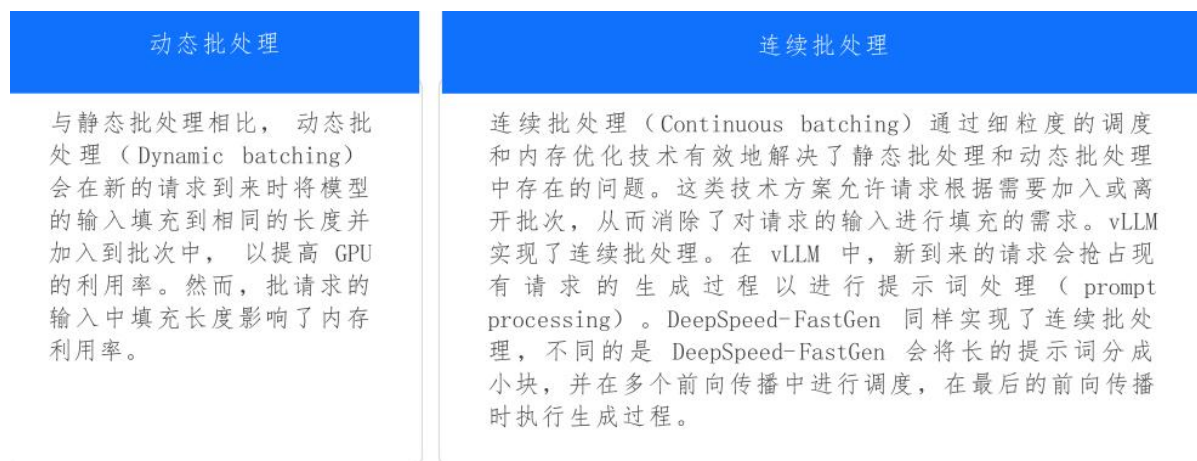 动态批处理
与静态批处理相比， 动态批
处理（Dynamic batching）
会在新的请求到来时将模型
的输入填充到相同的长度并
加入到批次中， 以提高 GPU
的利用率。然而，批请求的
输入中填充长度影响了内存
利用率。
连续批处理
连续批处理（Continuous batching）通过细粒度的调度
和内存优化技术有效地解决了静态批处理和动态批处理
中存在的问题。这类技术方案允许请求根据需要加入或离
开批次，从而消除了对请求的输入进行填充的需求。vLLM
实现了连续批处理。在 vLLM 中，新到来的请求会抢占现
有请求的生成过程以进行提示词处理（prompt
processing）。DeepSpeed-FastGen 同样实现了连续批处
理，不同的是 DeepSpeed-FastGen 会将长的提示词分成
小块，并在多个前向传播中进行调度，在最后的前向传播
时执行生成过程。